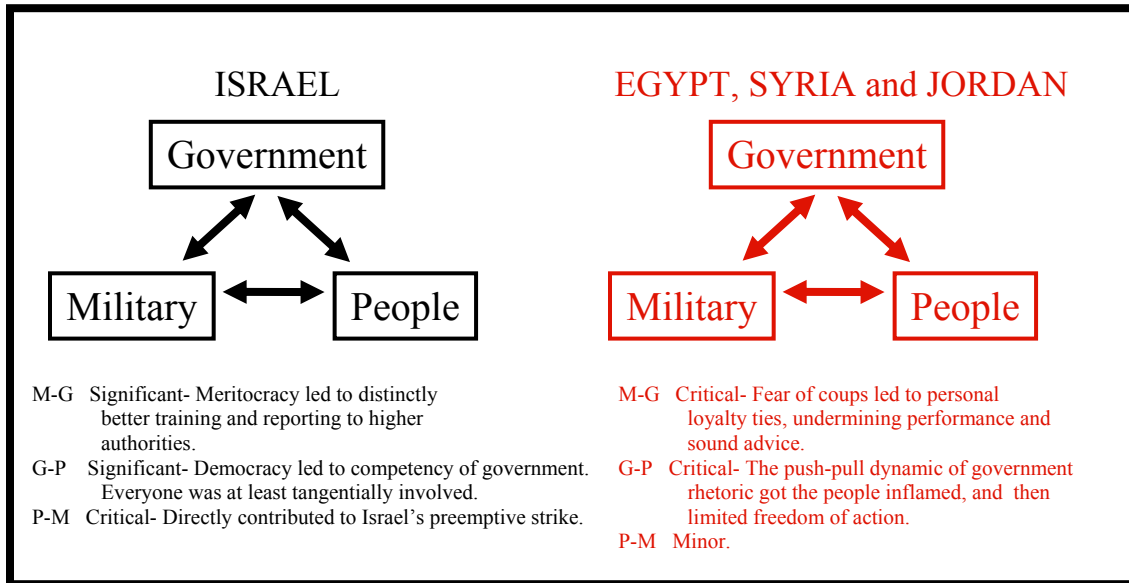 ISRAEL
Government
Military
People
M-G Significant- Meritocracy led to distinctly
better training and reporting to higher
authorities.
G-P Significant- Democracy led to competency of government.
Everyone was at least tangentially involved.
P-M Critical- Directly contributed to Israel’s preemptive strike.
EGYPT, SYRIA and JORDAN
Government
Military
People
M-G Critical- Fear of coups led to personal
loyalty ties, undermining performance and
sound advice.
G-P Critical- The push-pull dynamic of government
rhetoric got the people inflamed, and then
limited freedom of action.
P-M Minor.